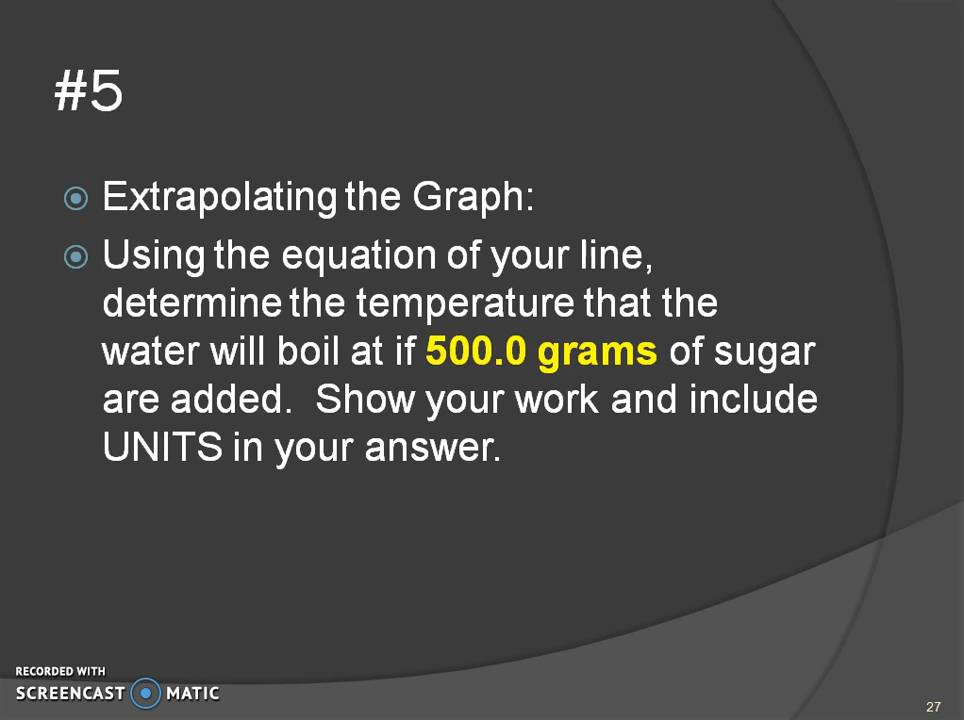 #5
Extrapolating the Graph:
Using the equation of your line,
determine the temperature that the
water will boil at if 500.0 grams of sugar
are added.  Show your work and include
UNITS in your answer.
RECORDED WITH
SCREENCAST MATIC
27